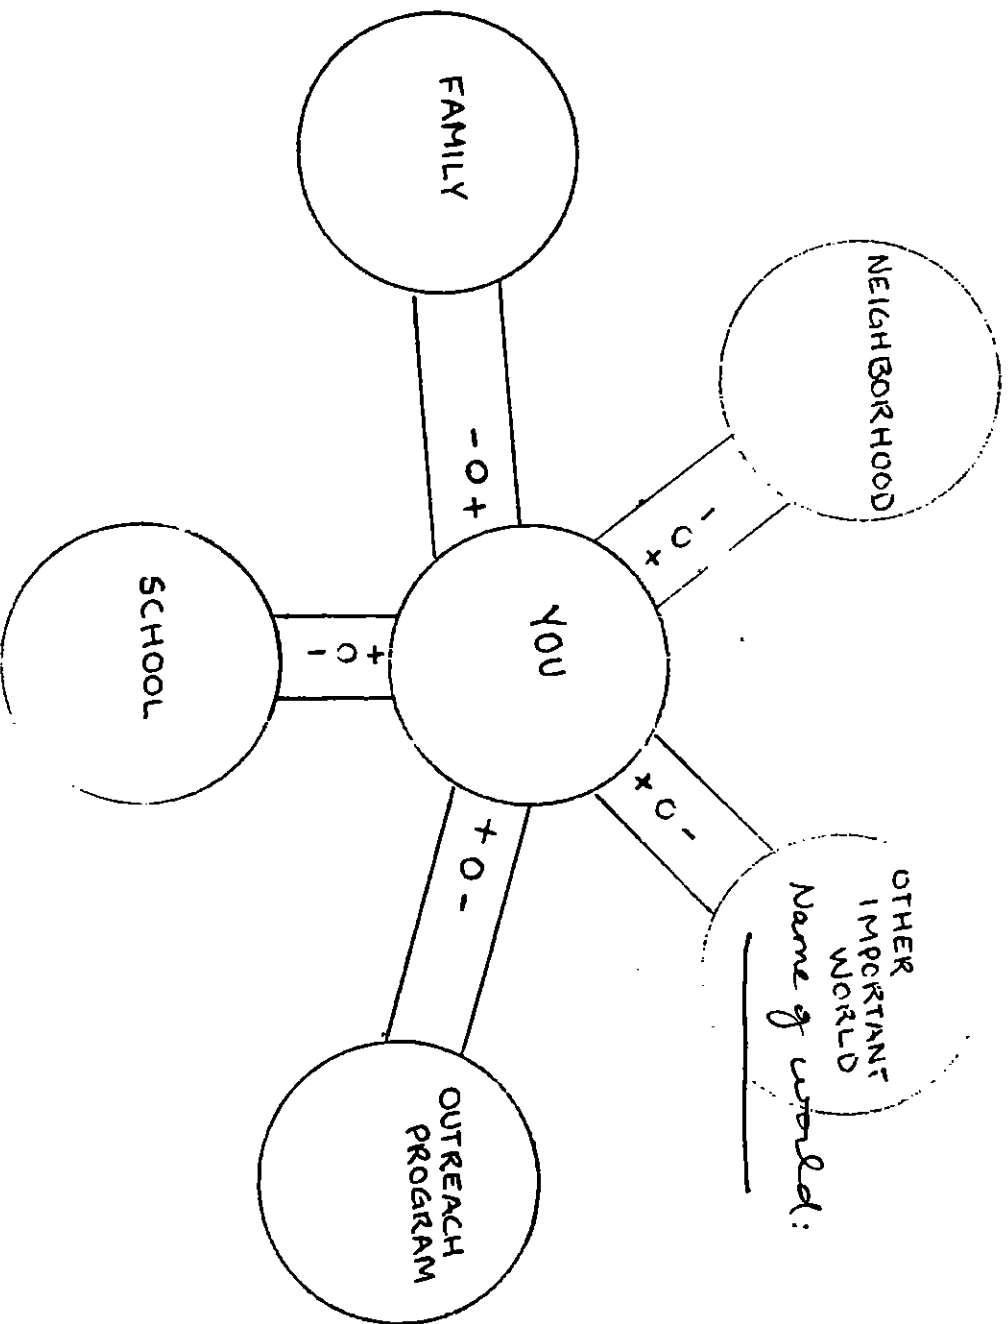 NEIGHBORHOOD
OTHER
IMPORTANT
WORLD
Name of world:
- O +
+ O -
+ O -
FAMILY
YOU
+ O -
OUTREACH
PROGRAM
+ O -
SCHOOL